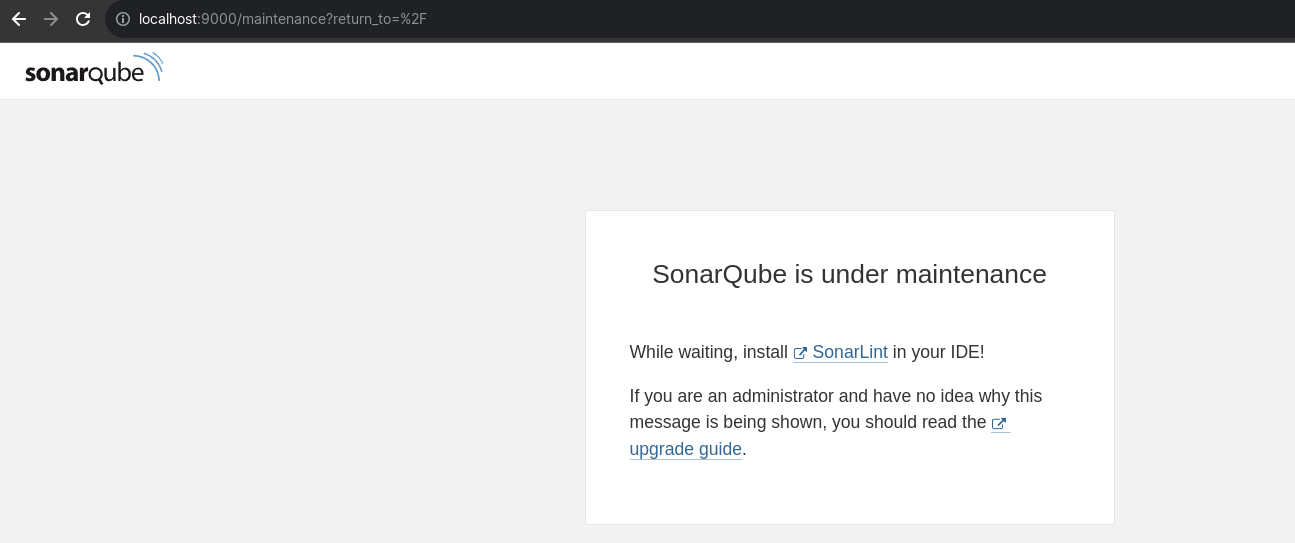 localhost:9000/maintenance?return_to=%2F
sonarqube
SonarQube is under maintenance
While waiting, install SonarLint in your IDE!
If you are an administrator and have no idea why this
message is being shown, you should read the
upgrade guide.